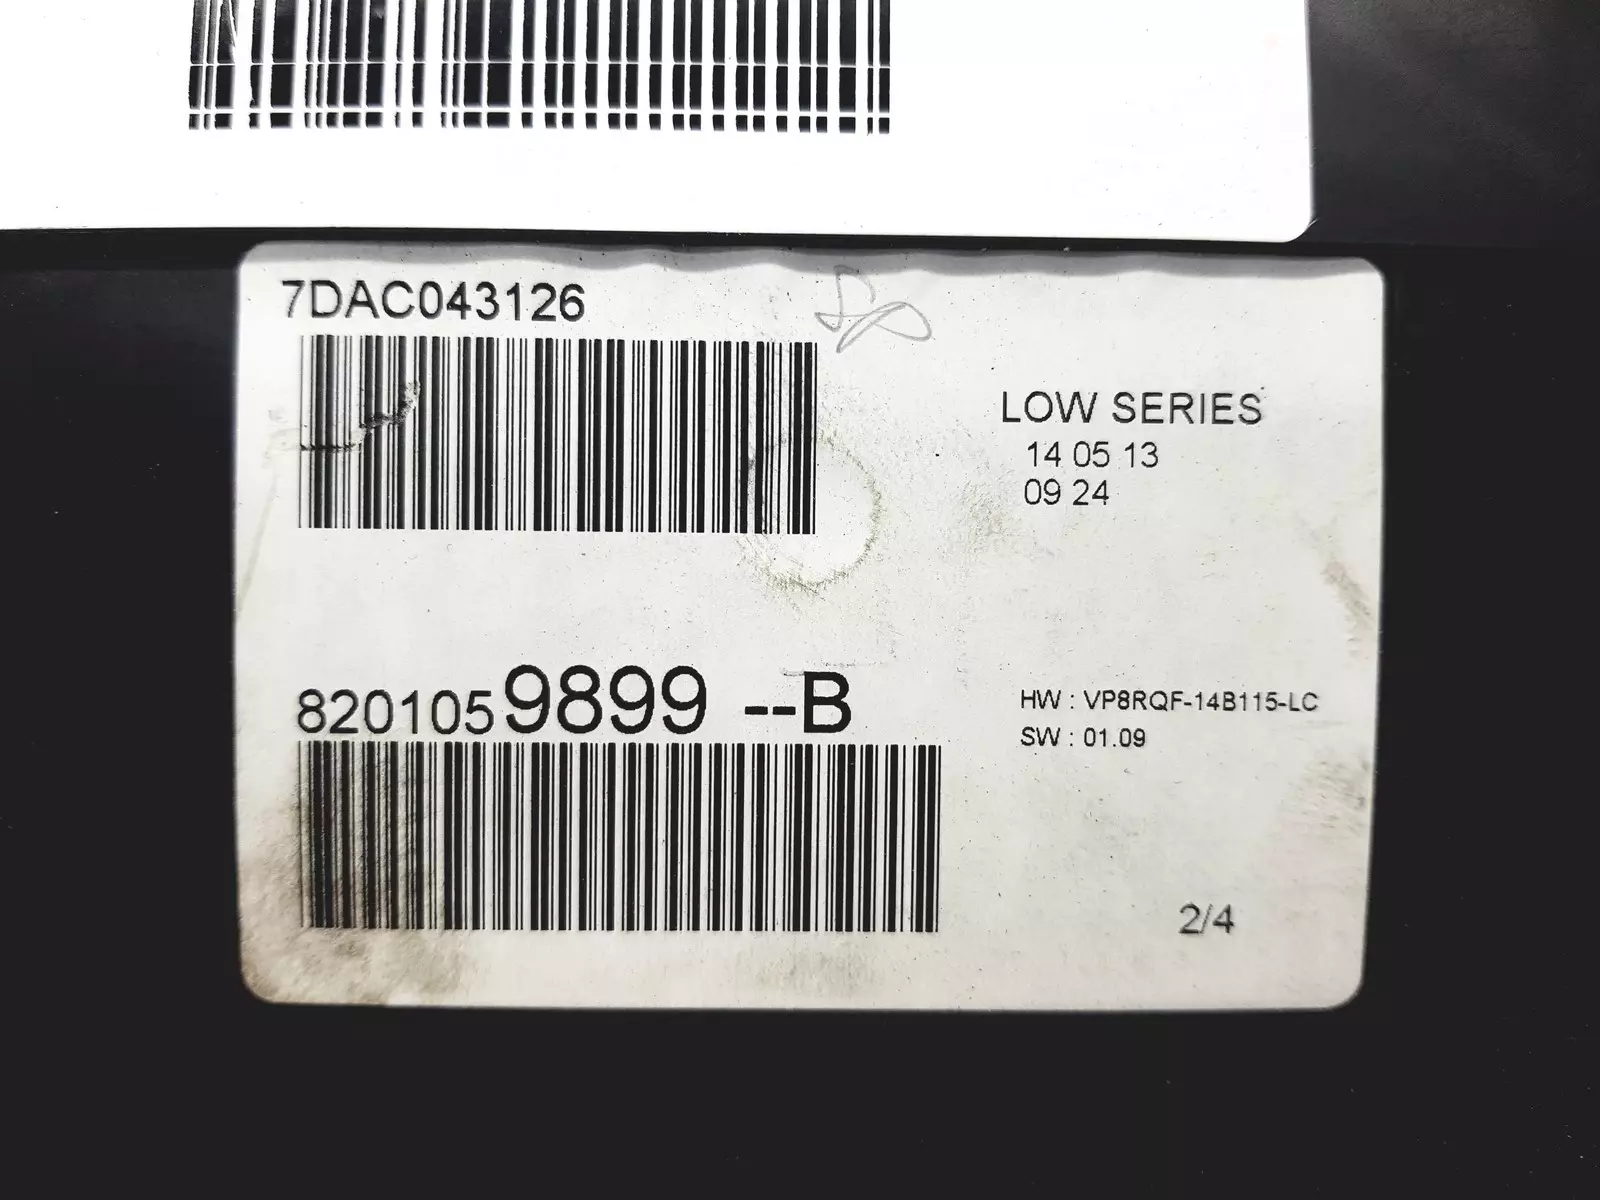 7DAC043126
LOW SERIES
14 05 13
09 24
8201059899 --B
HW : VP8RQF-14B115-LC
SW : 01.09
2/4